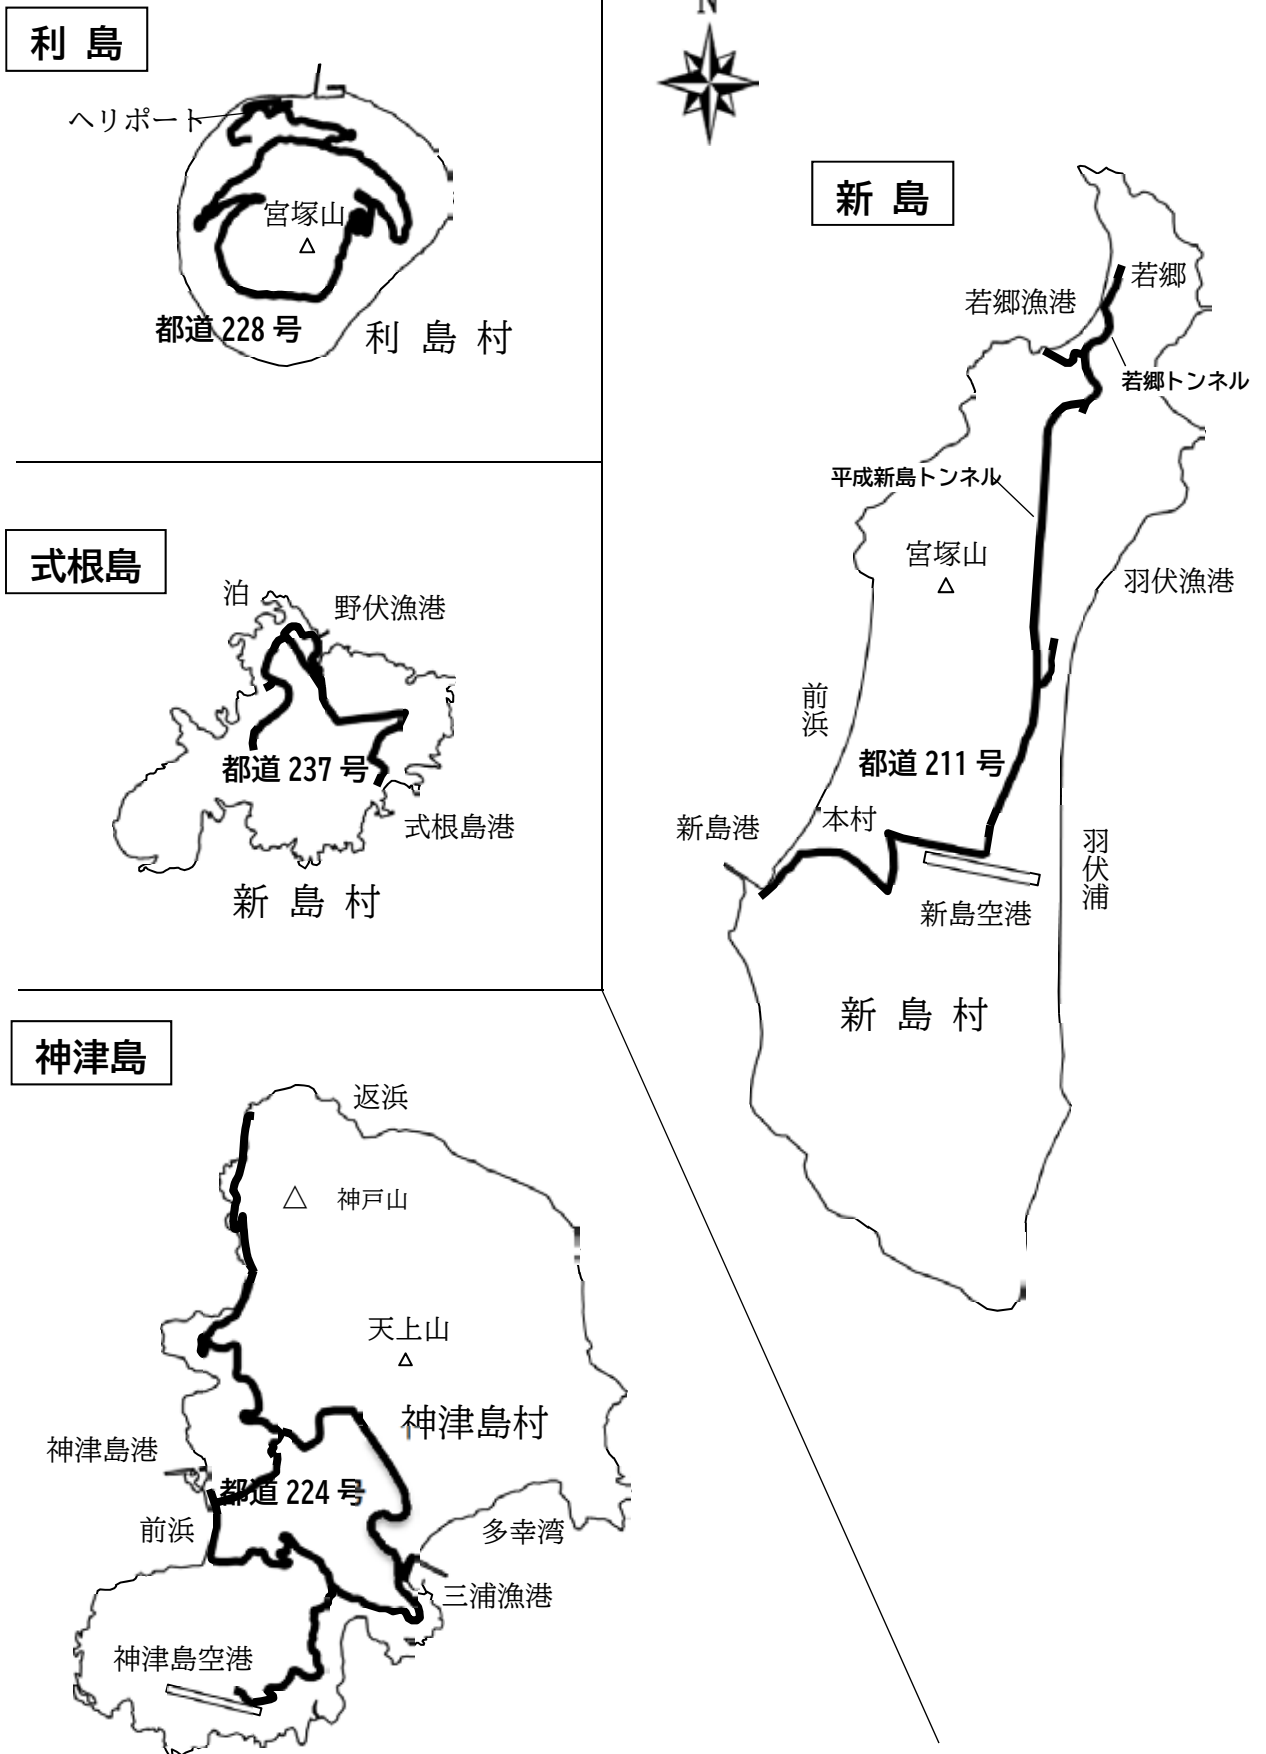 利 島
ヘリポート
宮塚山
都道 228 号
利 島 村
式根島
泊
野伏漁港
都道 237 号
式根島港
新 島 村
神津島
返浜
神戸山
天上山
神津島村
神津島港
都道 224 号
前浜
多幸湾
三浦漁港
神津島空港
N
新 島
若郷
若郷漁港
若郷トンネル
平成新島トンネル
宮塚山
羽伏漁港
前浜
都道 211 号
本村
新島港
羽伏浦
新島空港
新 島 村